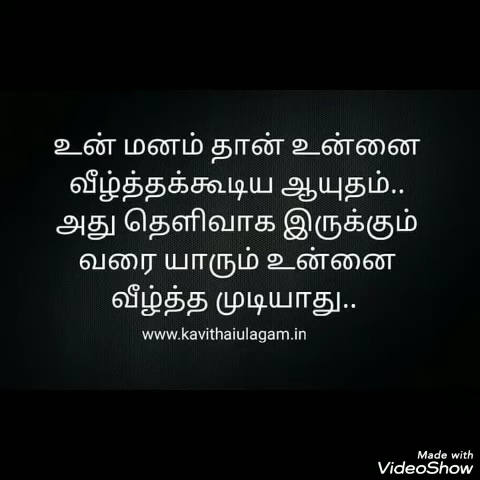 உன் மனம் தான் உன்னை
வீழ்த்தக்கூடிய ஆயுதம்..
அது தெளிவாக இருக்கும்
வரை யாரும் உன்னை
வீழ்த்த முடியாது..
www.kavithaiulagam.in
Made with
VideoShow